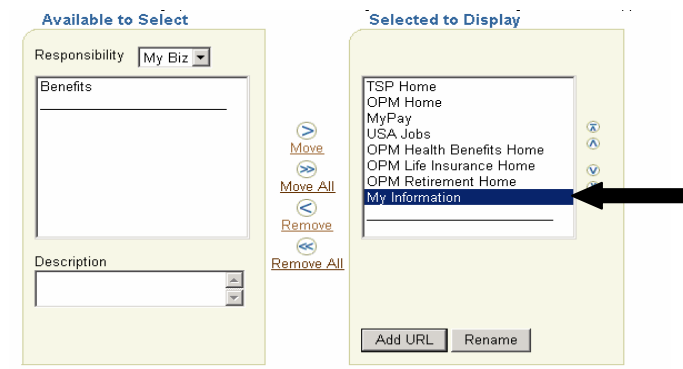 Available to Select
Selected to Display
Responsibility
My Biz
Benefits
Description
Move
Move All
Remove
Remove All
TSP Home
OPM Home
MyPay
USA Jobs
OPM Health Benefits Home
OPM Life Insurance Home
OPM Retirement Home
My Information
Add URL
Rename